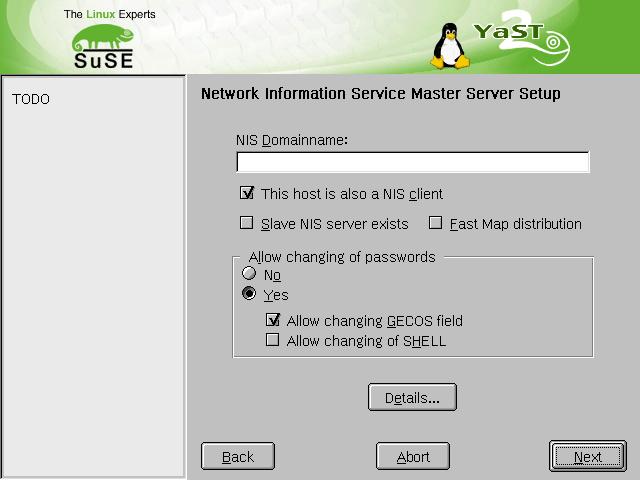 The Linux Experts
SuSE
YaST
2
TODO
Network Information Service Master Server Setup
NIS Domainname:
This host is also a NIS client
Slave NIS server exists
Fast Map distribution
Allow changing of passwords
No
Yes
Allow changing GECOS field
Allow changing of SHELL
Details...
Back
Abort
Next